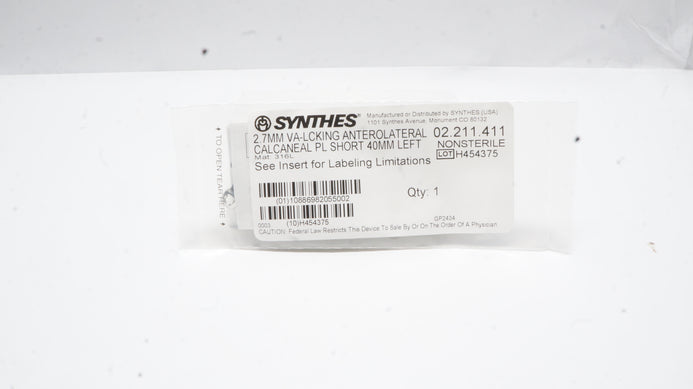 SYNTHES®
Manufactured or Distributed by SYNTHES (USA)
1101 Synthes Avenue, Monument CO 80132
2.7MM VA-LCKING ANTEROLATERAL 02.211.411
CALCANEAL PL SHORT 40MM LEFT NONSTERILE
Mat: 316L LOT H454375
See Insert for Labeling Limitations
(01)10886982055002 Qty: 1
(10)H454375
0003 GP2434
CAUTION: Federal Law Restricts This Device To Sale By Or On The Order Of A Physician
TO OPEN TEAR HERE